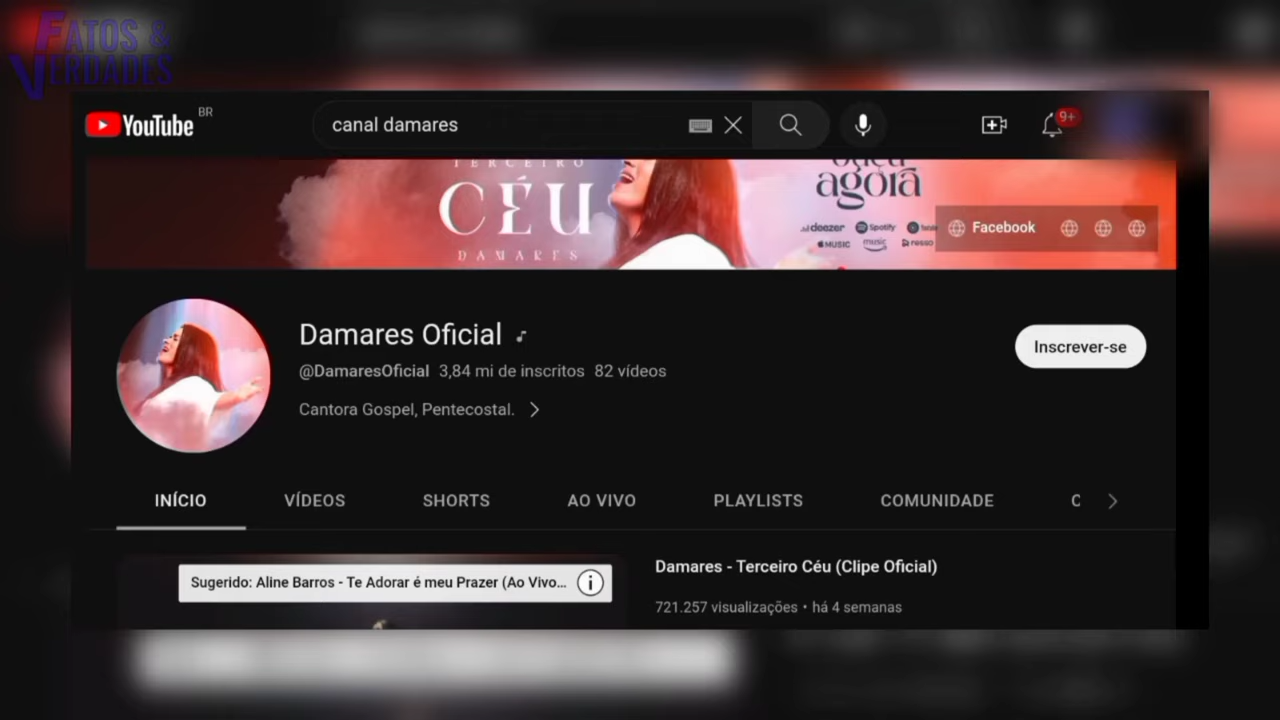 FATOS &
VERDADES
YouTube BR
canal damares
9+
TERCEIRO
CÉU
DAMARES
ouça
agora
deezer Spotify
MUSIC music resso
Facebook
Damares Oficial
@DamaresOficial 3,84 mi de inscritos 82 vídeos
Inscrever-se
Cantora Gospel, Pentecostal.
INÍCIO VÍDEOS SHORTS AO VIVO PLAYLISTS COMUNIDADE C
Sugerido: Aline Barros - Te Adorar é meu Prazer (Ao Vivo...
Damares - Terceiro Céu (Clipe Oficial)
721.257 visualizações • há 4 semanas